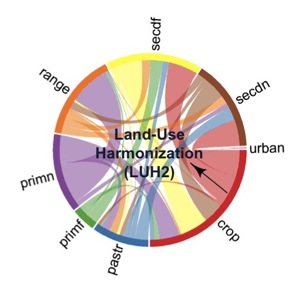 secdf
range
secdn
Land-Use
Harmonization
(LUH2)
urban
primn
primf
crop
pastr